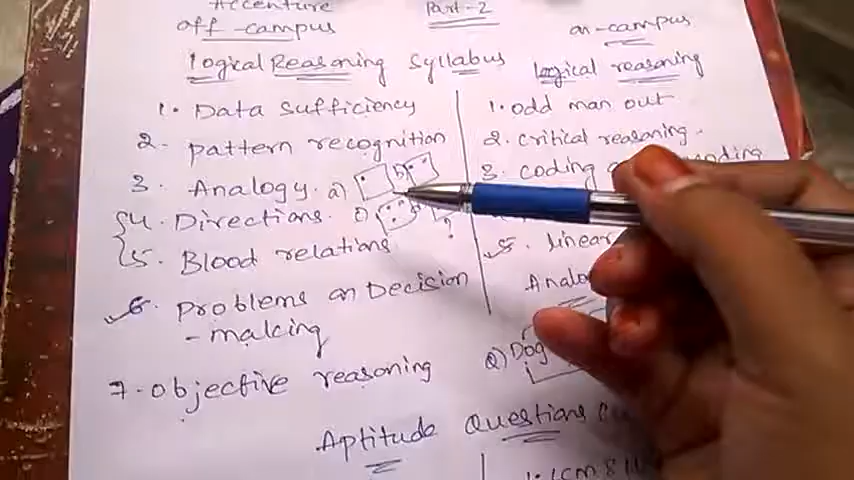 Accenture
off-campus
Part-2
on-campus
Logical Reasoning Syllabus
logical reasoning
1. Data Sufficiency
2. pattern recognition
3. Analogy. a) b)
c) ?
4. Directions.
5. Blood relations
6. Problems on Decision
- making
7. Objective reasoning
1. odd man out
2. critical reasoning.
3. coding
5. linear
Q) Dog
Aptitude Questions
1. LCM &